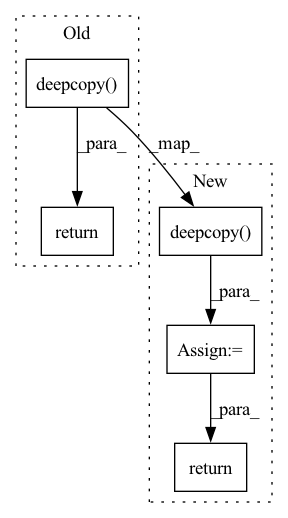 Old
deepcopy()
_para_
_map_
New
return
deepcopy()
_para_
Assign:=
_para_
return